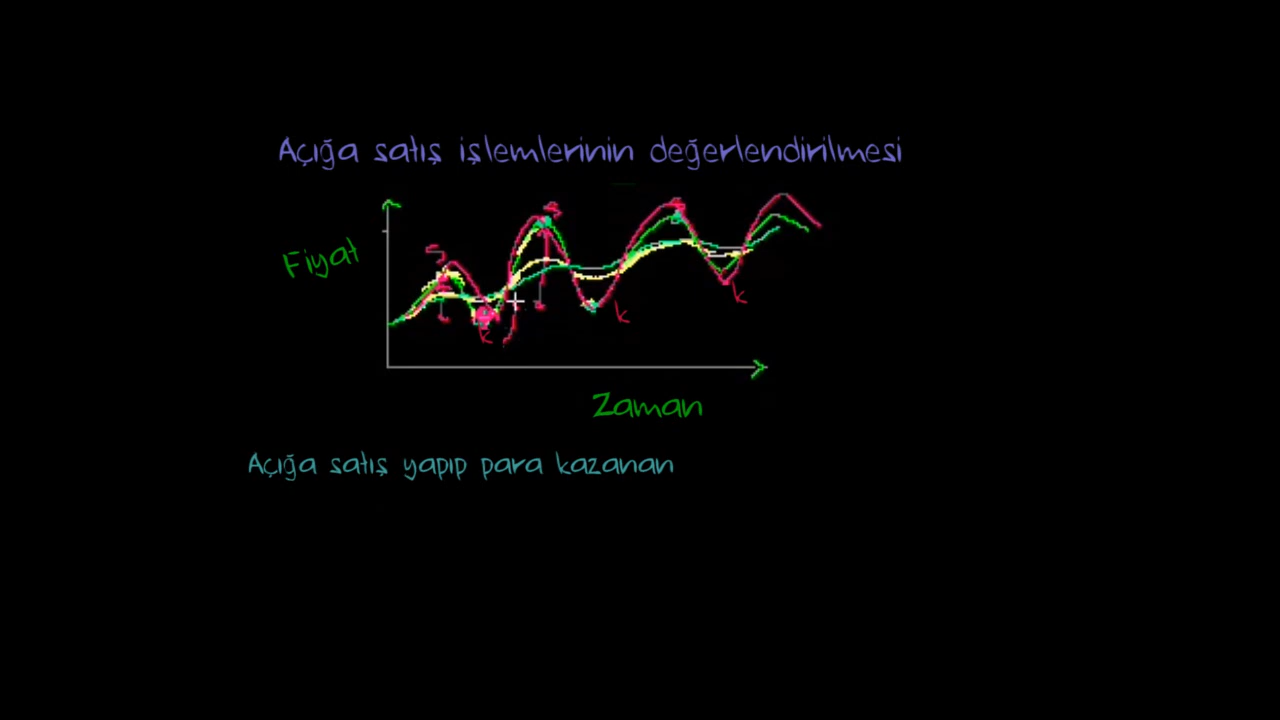 Açığa satış işlemlerinin değerlendirilmesi
Fiyat
S
S
S
k
k
k
Zaman
Açığa satış yapıp para kazanan